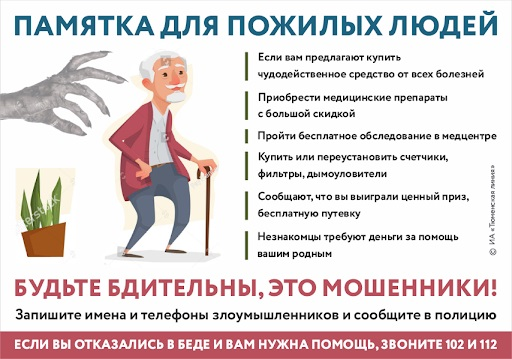 ПАМЯТКА ДЛЯ ПОЖИЛЫХ ЛЮДЕЙ
Если вам предлагают купить
чудодейственное средство от всех болезней
Приобрести медицинские препараты
с большой скидкой
Пройти бесплатное обследование в медцентре
Купить или переустановить счетчики,
фильтры, дымоуловители
Сообщают, что вы выиграли ценный приз,
бесплатную путевку
Незнакомцы требуют деньги за помощь
вашим родным
© ИА «Тюменская линия»
БУДЬТЕ БДИТЕЛЬНЫ, ЭТО МОШЕННИКИ!
Запишите имена и телефоны злоумышленников и сообщите в полицию
ЕСЛИ ВЫ ОТКАЗАЛИСЬ В БЕДЕ И ВАМ НУЖНА ПОМОЩЬ, ЗВОНИТЕ 102 И 112